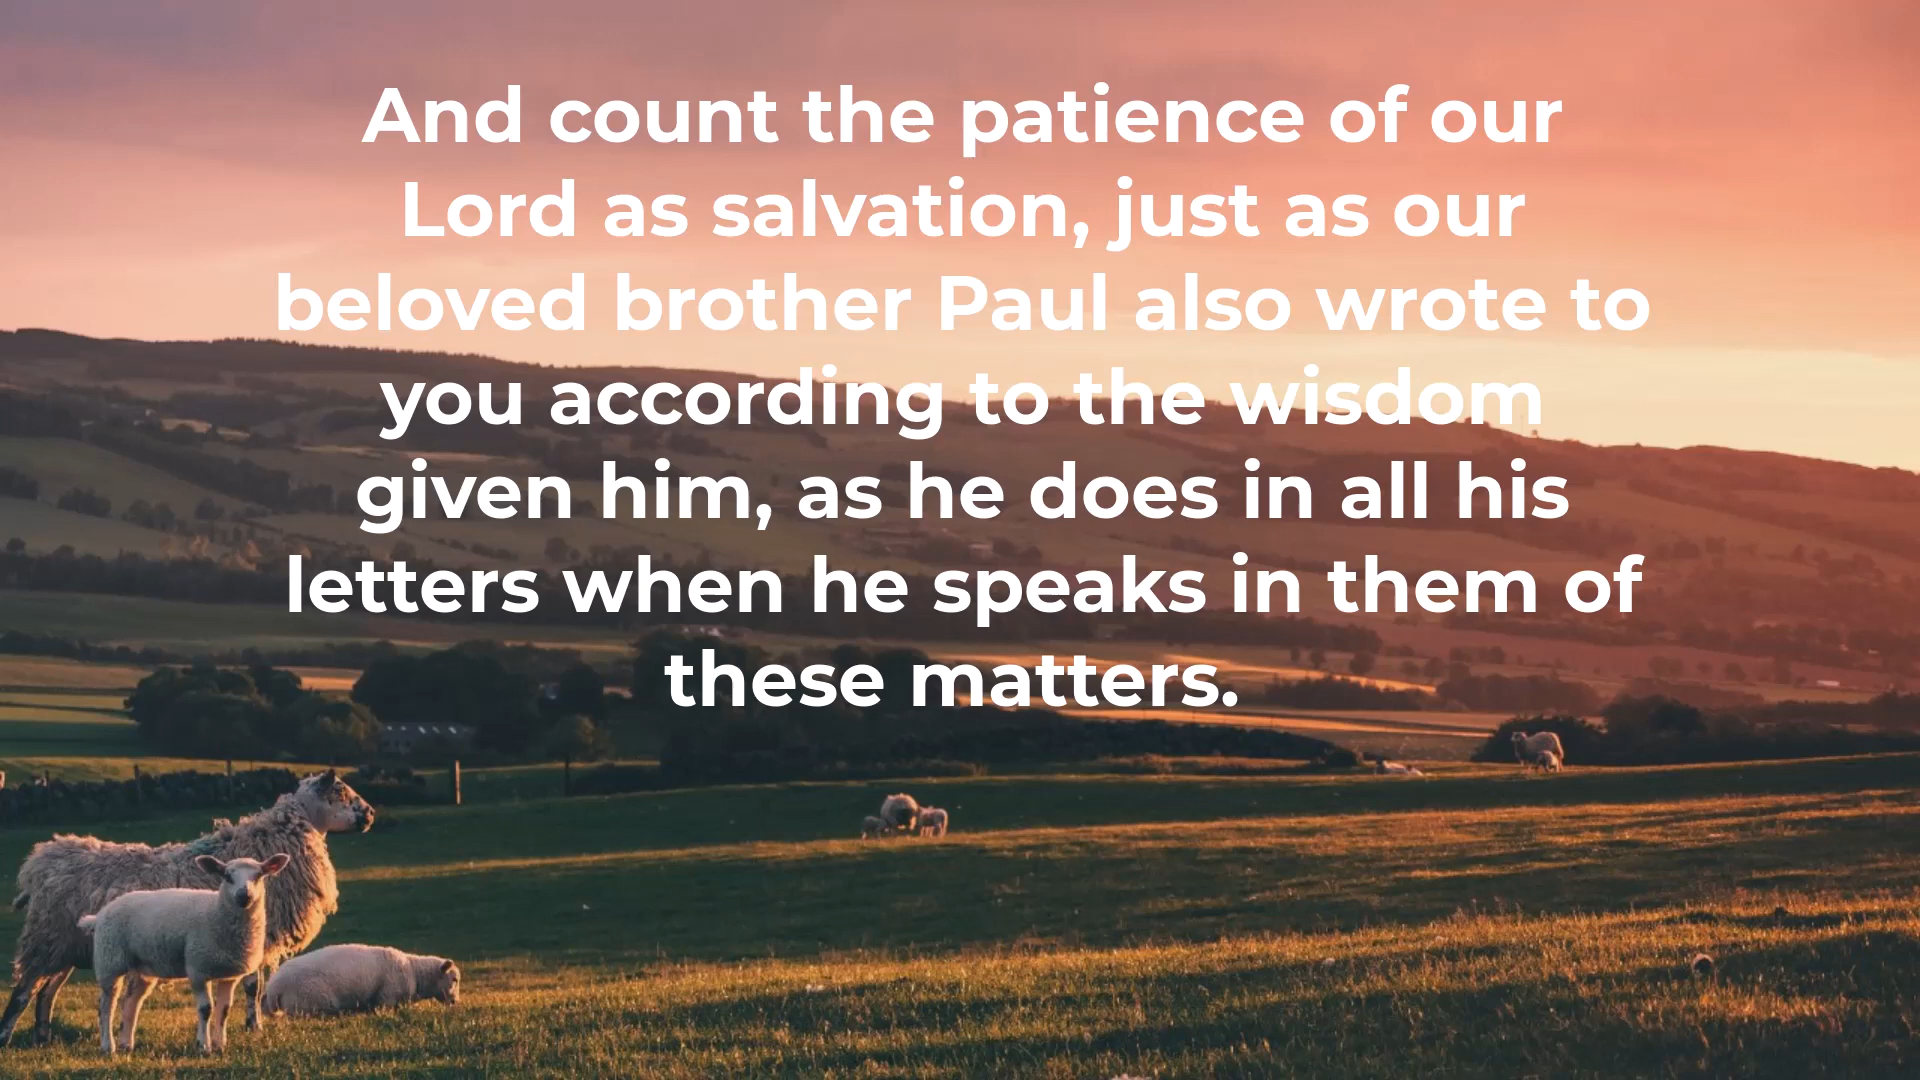 And count the patience of our
Lord as salvation, just as our
beloved brother Paul also wrote to
you according to the wisdom
given him, as he does in all his
letters when he speaks in them of
these matters.